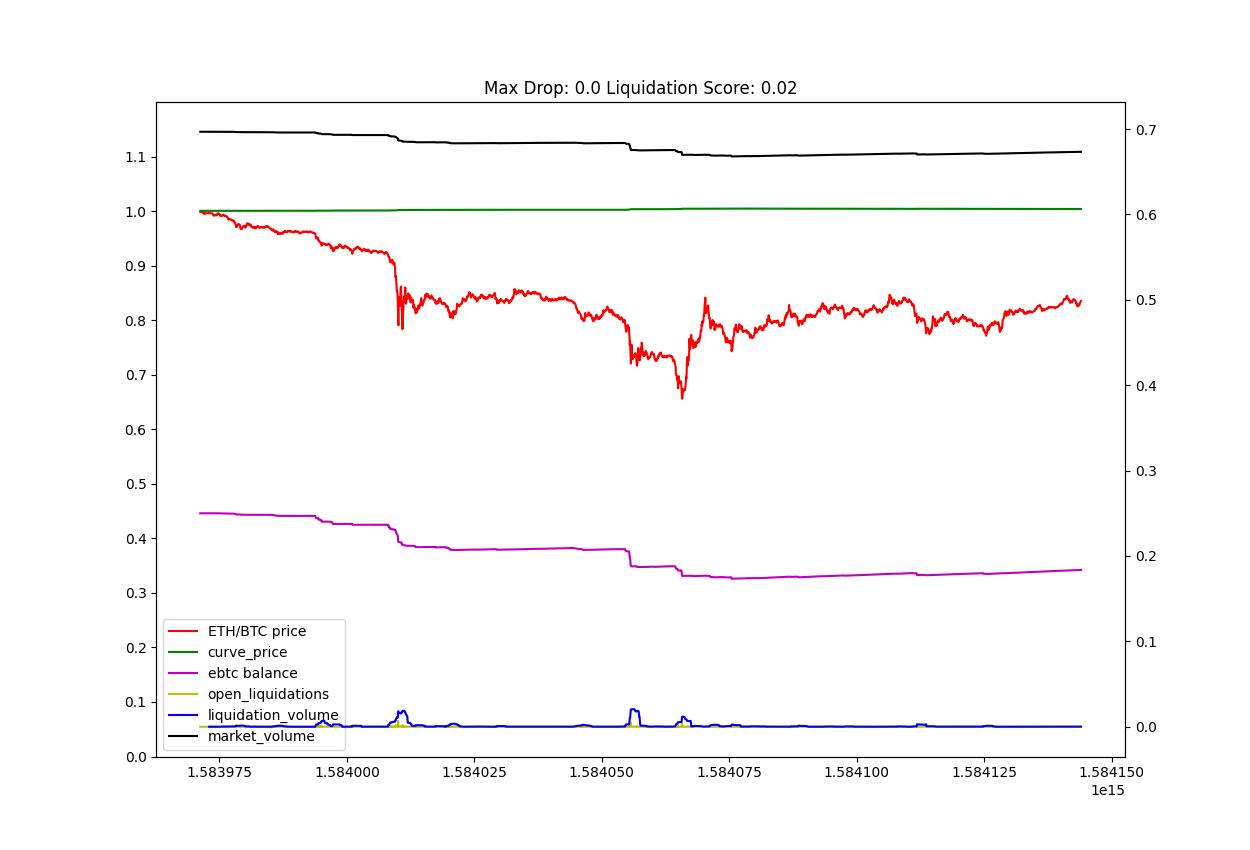 Max Drop: 0.0 Liquidation Score: 0.02
1.1
1.0
0.9
0.8
0.7
0.6
0.5
0.4
0.3
0.2
0.1
0.0
0.7
0.6
0.5
0.4
0.3
0.2
0.1
0.0
ETH/BTC price
curve_price
ebtc balance
open_liquidations
liquidation_volume
market_volume
1.583975 1.584000 1.584025 1.584050 1.584075 1.584100 1.584125 1.584150
1e15